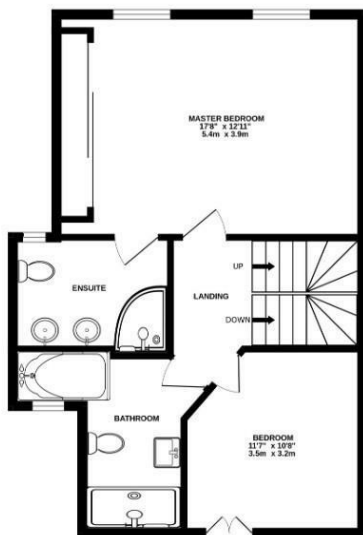 MASTER BEDROOM
17'8" x 12'11"
5.4m x 3.9m
ENSUITE
UP
LANDING
DOWN
BATHROOM
BEDROOM
11'7" x 10'8"
3.5m x 3.2m